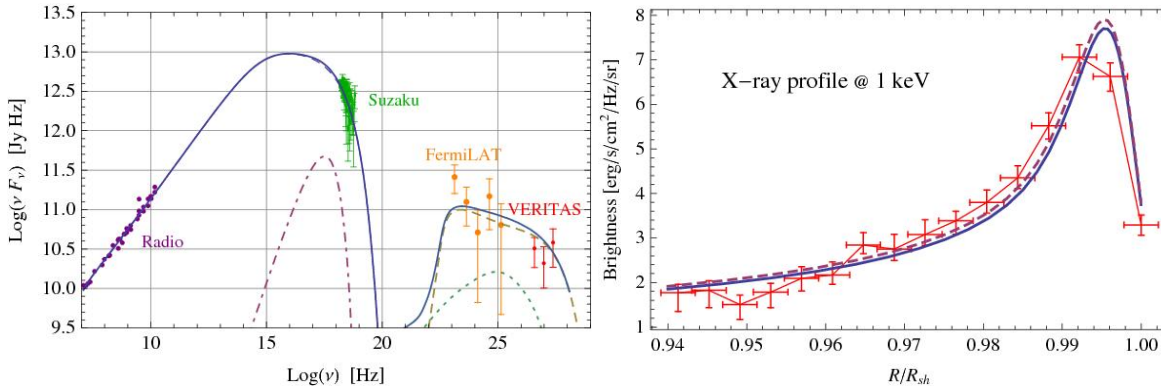 Log(ν Fν) [Jy Hz]
13.5
13.0
12.5
12.0
11.5
11.0
10.5
10.0
9.5
Suzaku
FermiLAT
VERITAS
Radio
10 15 20 25
Log(ν) [Hz]
Brightness [erg/s/cm²/Hz/sr]
8
7
6
5
4
3
2
1
X−ray profile @ 1 keV
0.94 0.95 0.96 0.97 0.98 0.99 1.00
R/Rsh